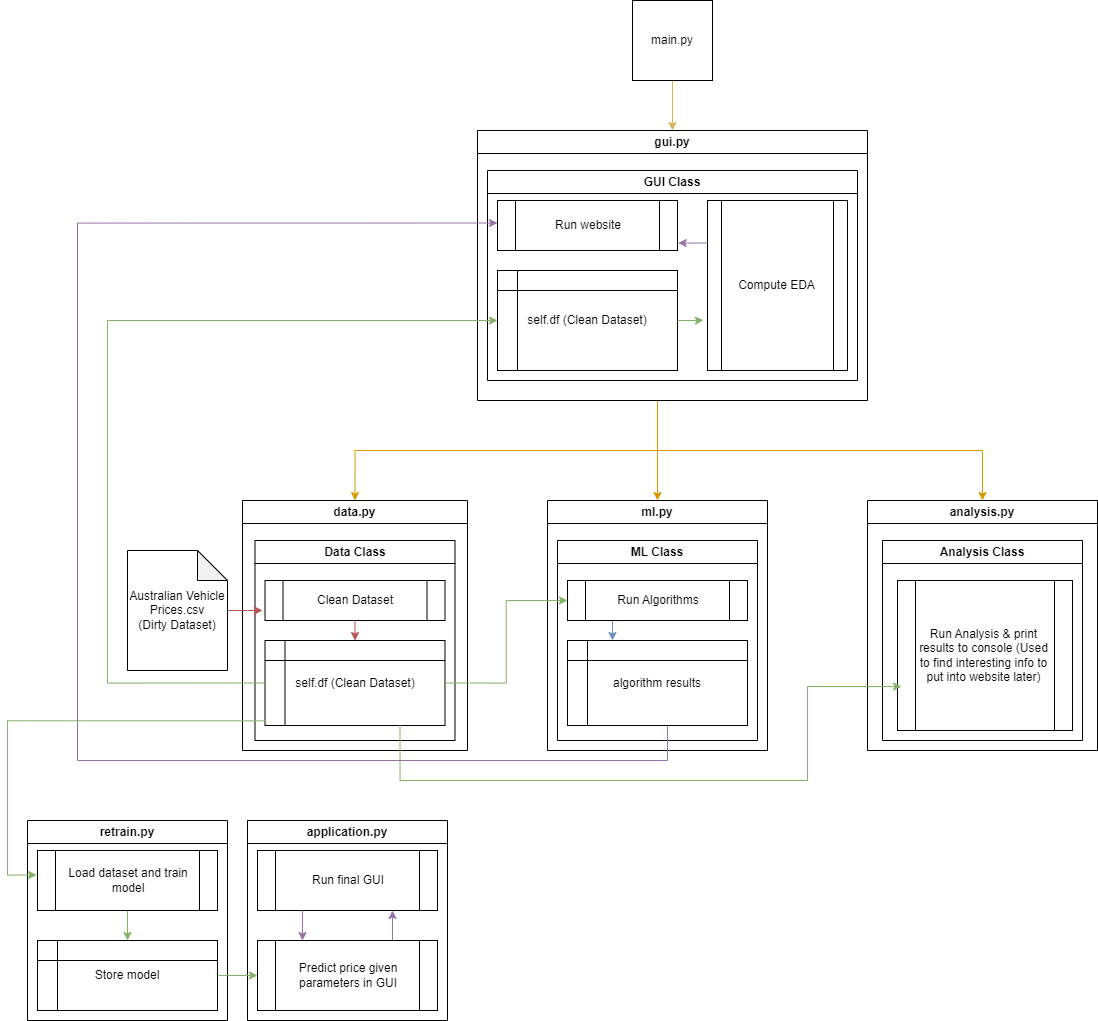 main.py
gui.py
GUI Class
Run website
Compute EDA
self.df (Clean Dataset)
data.py
Data Class
Australian Vehicle
Prices.csv
(Dirty Dataset)
Clean Dataset
self.df (Clean Dataset)
ml.py
ML Class
Run Algorithms
algorithm results
analysis.py
Analysis Class
Run Analysis & print
results to console (Used
to find interesting info to
put into website later)
retrain.py
Load dataset and train
model
Store model
application.py
Run final GUI
Predict price given
parameters in GUI